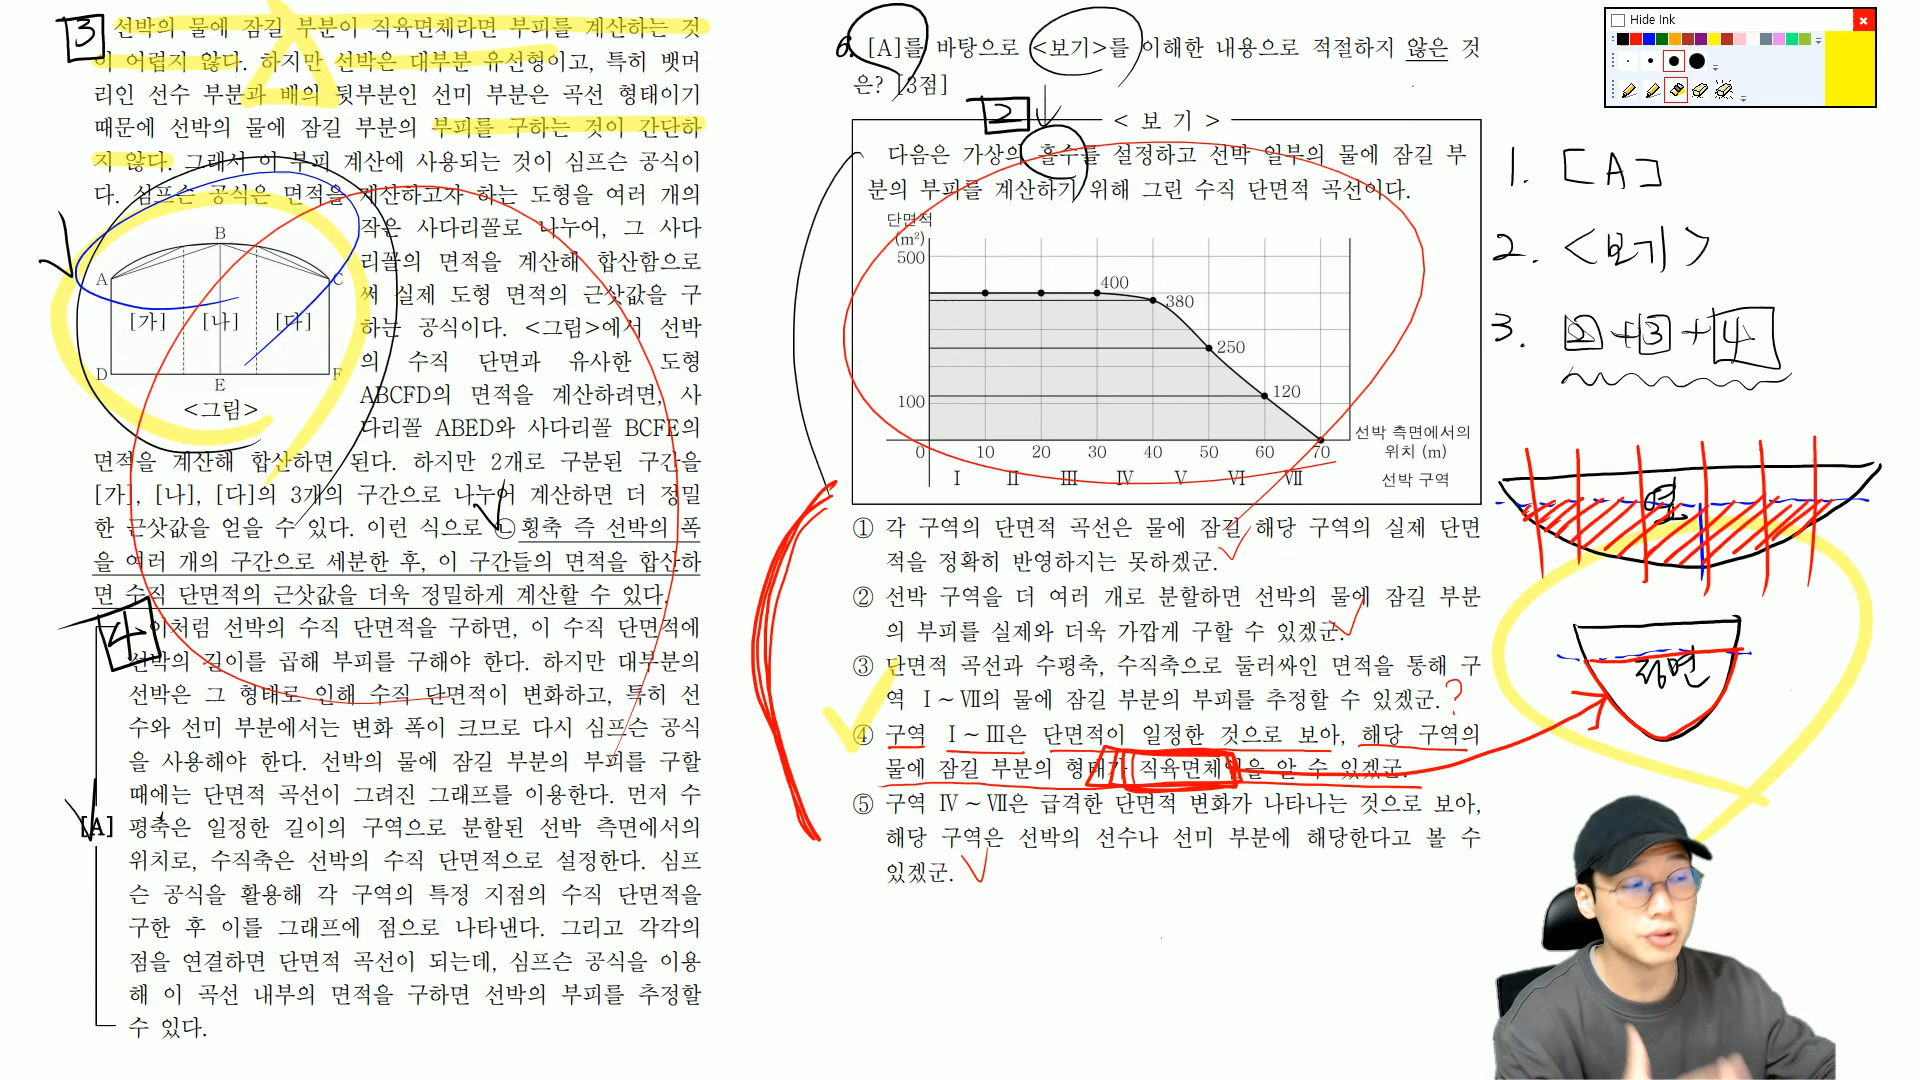 3 선박의 물에 잠길 부분이 직육면체라면 부피를 계산하는 것
이 어렵지 않다. 하지만 선박은 대부분 유선형이고, 특히 뱃머
리인 선수 부분과 배의 뒷부분인 선미 부분은 곡선 형태이기
때문에 선박의 물에 잠길 부분의 부피를 구하는 것이 간단하
지 않다. 그래서 이 부피 계산에 사용되는 것이 심프슨 공식이
다. 심프슨 공식은 면적을 계산하고자 하는 도형을 여러 개의
작은 사다리꼴로 나누어, 그 사다
리꼴의 면적을 계산해 합산함으로
써 실제 도형 면적의 근삿값을 구
하는 공식이다. <그림>에서 선박
의 수직 단면과 유사한 도형
ABCFD의 면적을 계산하려면, 사
다리꼴 ABED와 사다리꼴 BCFE의
B
A
C
[가] [나] [다]
D
E
F
<그림>
면적을 계산해 합산하면 된다. 하지만 2개로 구분된 구간을
[가], [나], [다]의 3개의 구간으로 나누어 계산하면 더 정밀
한 근삿값을 얻을 수 있다. 이런 식으로 ㉡횡축 즉 선박의 폭
을 여러 개의 구간으로 세분한 후, 이 구간들의 면적을 합산하
면 수직 단면적의 근삿값을 더욱 정밀하게 계산할 수 있다.
4 이처럼 선박의 수직 단면적을 구하면, 이 수직 단면적에
선박의 길이를 곱해 부피를 구해야 한다. 하지만 대부분의
선박은 그 형태로 인해 수직 단면적이 변화하고, 특히 선
수와 선미 부분에서는 변화 폭이 크므로 다시 심프슨 공식
을 사용해야 한다. 선박의 물에 잠길 부분의 부피를 구할
때에는 단면적 곡선이 그려진 그래프를 이용한다. 먼저 수
[A] 평축은 일정한 길이의 구역으로 분할된 선박 측면에서의
위치로, 수직축은 선박의 수직 단면적으로 설정한다. 심프
슨 공식을 활용해 각 구역의 특정 지점의 수직 단면적을
구한 후 이를 그래프에 점으로 나타낸다. 그리고 각각의
점을 연결하면 단면적 곡선이 되는데, 심프슨 공식을 이용
해 이 곡선 내부의 면적을 구하면 선박의 부피를 추정할
수 있다.
6. [A]를 바탕으로 <보기>를 이해한 내용으로 적절하지 않은 것
은? [3점]
2
< 보 기 >
다음은 가상의 홀수를 설정하고 선박 일부의 물에 잠길 부
분의 부피를 계산하기 위해 그린 수직 단면적 곡선이다.
단면적
(m²)
500
400
380
250
120
100
0 10 20 30 40 50 60 70
선박 측면에서의
위치 (m)
Ⅰ Ⅱ Ⅲ Ⅳ Ⅴ Ⅵ Ⅶ 선박 구역
① 각 구역의 단면적 곡선은 물에 잠길 해당 구역의 실제 단면
적을 정확히 반영하지는 못하겠군.
② 선박 구역을 더 여러 개로 분할하면 선박의 물에 잠길 부분
의 부피를 실제와 더욱 가깝게 구할 수 있겠군.
③ 단면적 곡선과 수평축, 수직축으로 둘러싸인 면적을 통해 구
역 Ⅰ~Ⅶ의 물에 잠길 부분의 부피를 추정할 수 있겠군. ?
④ 구역 Ⅰ~Ⅲ은 단면적이 일정한 것으로 보아, 해당 구역의
물에 잠길 부분의 형태가 직육면체임을 알 수 있겠군.
⑤ 구역 Ⅳ~Ⅶ은 급격한 단면적 변화가 나타나는 것으로 보아,
해당 구역은 선박의 선수나 선미 부분에 해당한다고 볼 수
있겠군.
Hide Ink
1. [A]
2. <보기>
3. 2+3+4
옆
정면